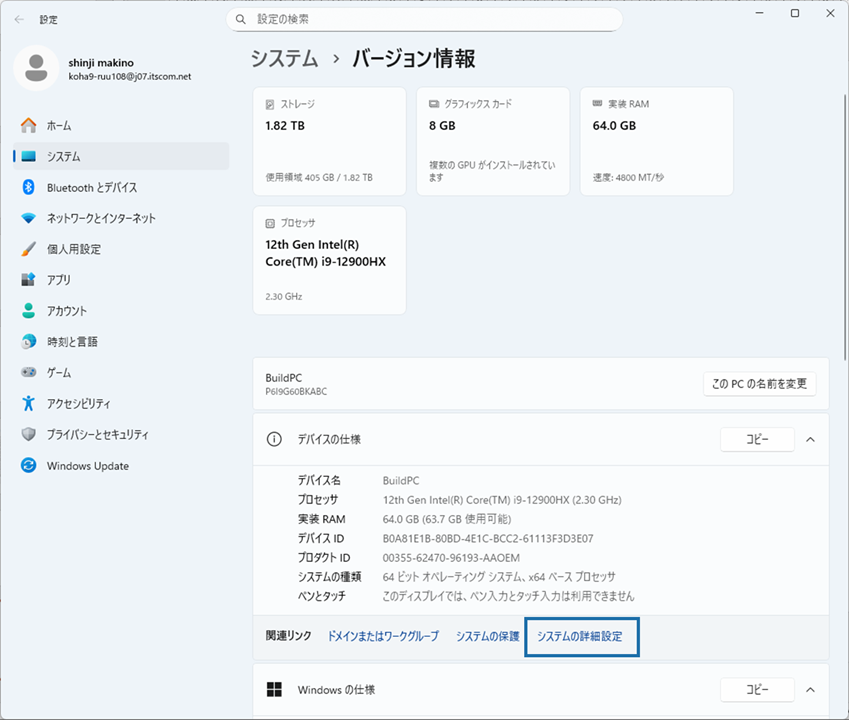 設定
設定の検索
shinji makino
koha9-ruu108@j07.itscom.net
ホーム
システム
Bluetooth とデバイス
ネットワークとインターネット
個人用設定
アプリ
アカウント
時刻と言語
ゲーム
アクセシビリティ
プライバシーとセキュリティ
Windows Update
システム › バージョン情報
ストレージ
1.82 TB
使用領域 405 GB / 1.82 TB
グラフィックス カード
8 GB
複数の GPU がインストールされてい
ます
実装 RAM
64.0 GB
速度: 4800 MT/秒
プロセッサ
12th Gen Intel(R)
Core(TM) i9-12900HX
2.30 GHz
BuildPC
P6I9G60BKABC
この PC の名前を変更
デバイスの仕様
コピー
デバイス名 BuildPC
プロセッサ 12th Gen Intel(R) Core(TM) i9-12900HX (2.30 GHz)
実装 RAM 64.0 GB (63.7 GB 使用可能)
デバイス ID B0A81E1B-80BD-4E1C-BCC2-61113F3D3E07
プロダクト ID 00355-62470-96193-AAOEM
システムの種類 64 ビット オペレーティング システム、x64 ベース プロセッサ
ペンとタッチ このディスプレイでは、ペン入力とタッチ入力は利用できません
関連リンク ドメインまたはワークグループ システムの保護 システムの詳細設定
Windows の仕様
コピー